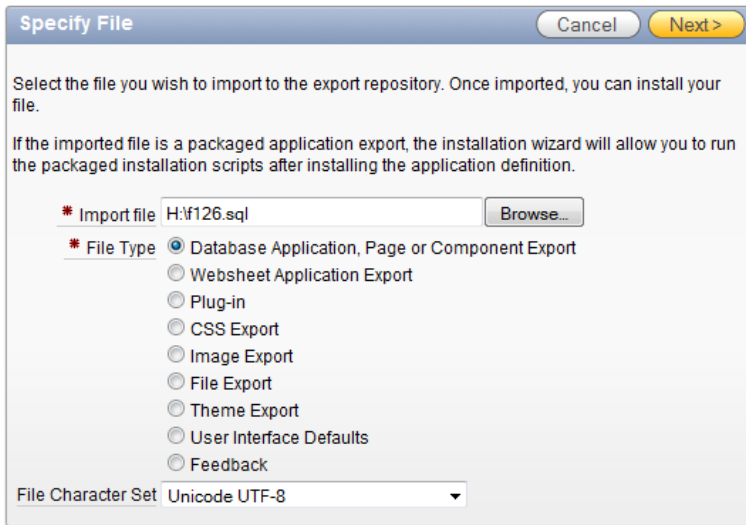 Specify File
Cancel
Next >
Select the file you wish to import to the export repository. Once imported, you can install your
file.
If the imported file is a packaged application export, the installation wizard will allow you to run
the packaged installation scripts after installing the application definition.
* Import file H:\f126.sql Browse...
* File Type Database Application, Page or Component Export
Websheet Application Export
Plug-in
CSS Export
Image Export
File Export
Theme Export
User Interface Defaults
Feedback
File Character Set Unicode UTF-8